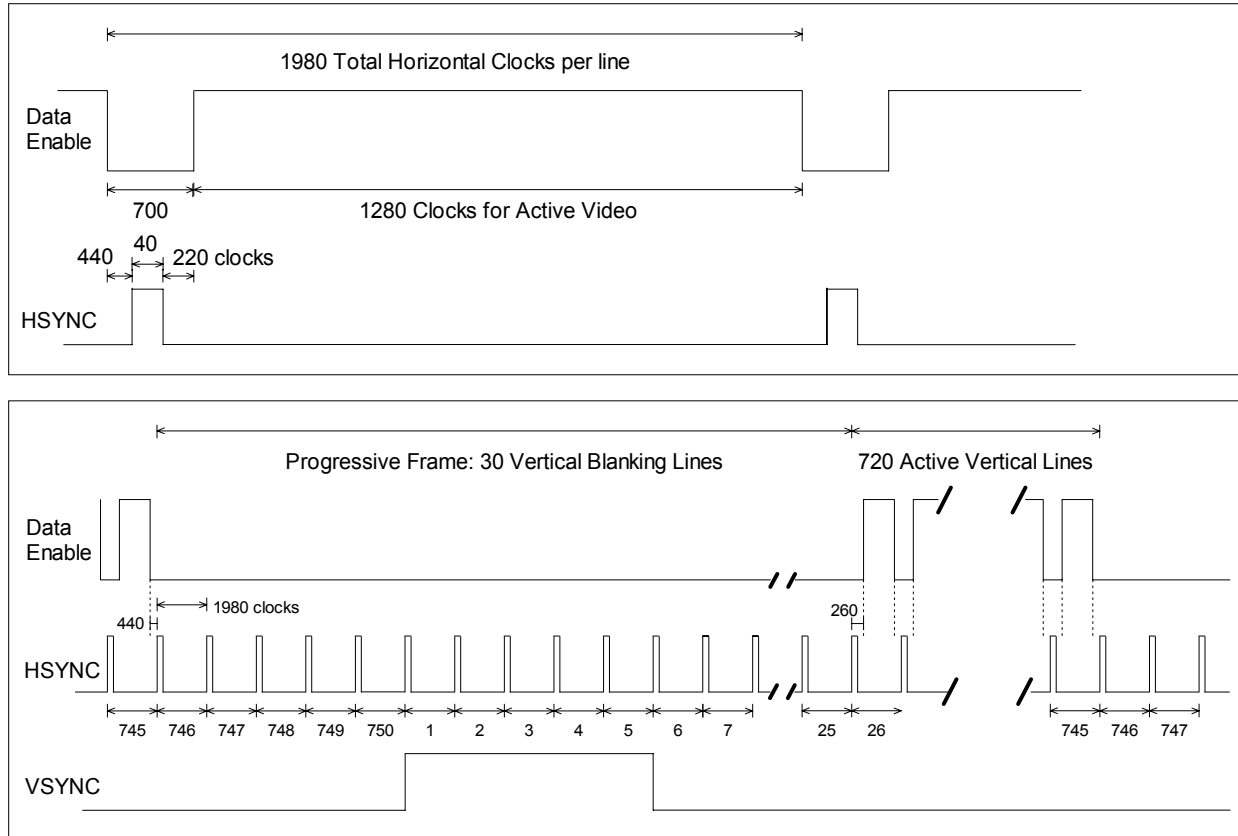 1980 Total Horizontal Clocks per line
Data
Enable
700
1280 Clocks for Active Video
40
440
220 clocks
HSYNC
Progressive Frame: 30 Vertical Blanking Lines
720 Active Vertical Lines
Data
Enable
1980 clocks
440
260
HSYNC
745 746 747 748 749 750 1 2 3 4 5 6 7 25 26 745 746 747
VSYNC